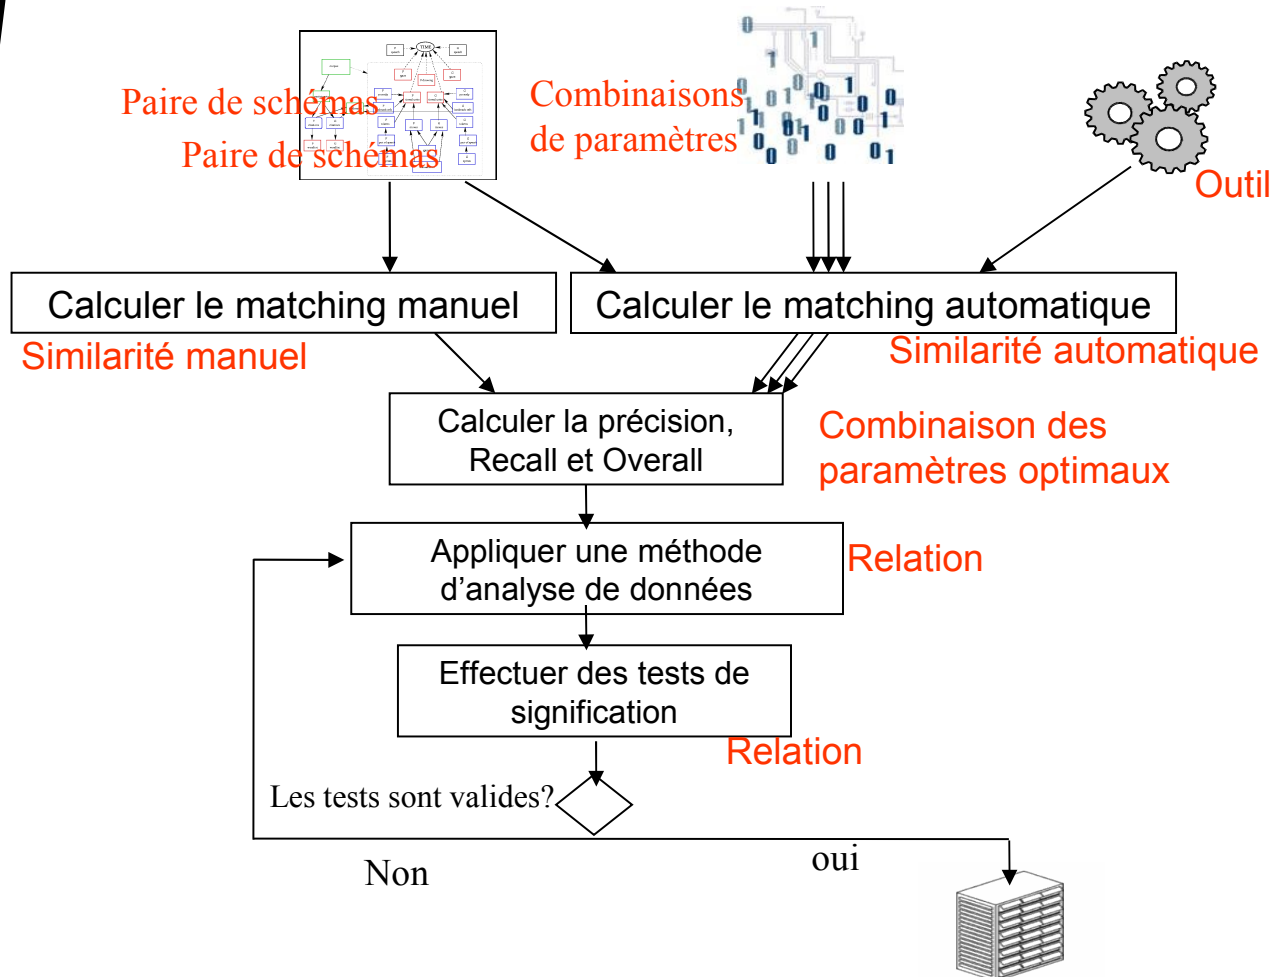 TIME
Paire de schémas
Paire de schémas
Combinaisons
de paramètres
Outil
Calculer le matching manuel
Calculer le matching automatique
Similarité manuel
Similarité automatique
Calculer la précision,
Recall et Overall
Combinaison des
paramètres optimaux
Appliquer une méthode
d'analyse de données
Relation
Effectuer des tests de
signification
Relation
Les tests sont valides?
Non
oui